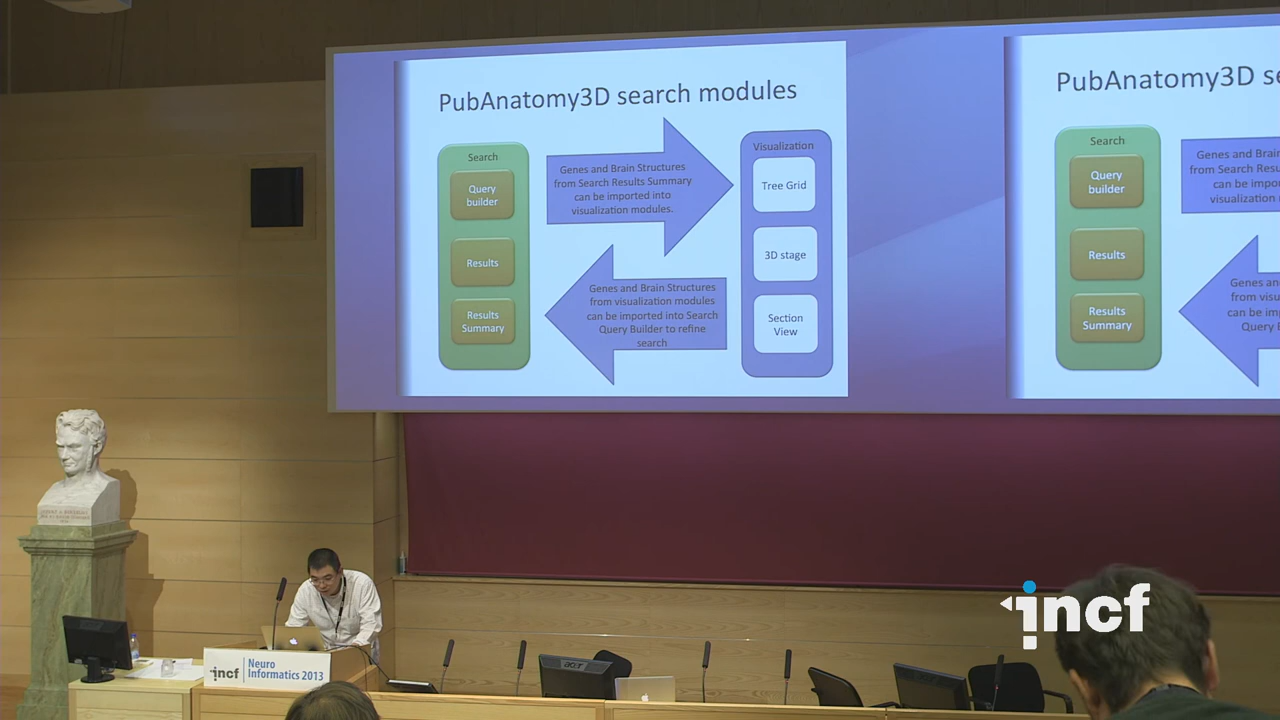 PubAnatomy3D search modules
Search
Query
builder
Results
Results
Summary
Genes and Brain Structures
from Search Results Summary
can be imported into
visualization modules.
Genes and Brain Structures
from visualization modules
can be imported into Search
Query Builder to refine
search
Visualization
Tree Grid
3D stage
Section
View
PubAnatomy3D se
Search
Query
builder
Results
Results
Summary
Genes and Brain
from Search Resu
can be impo
visualization
Genes an
from visu
can be im
Query B
incf
Neuro
Informatics 2013
acer
incf